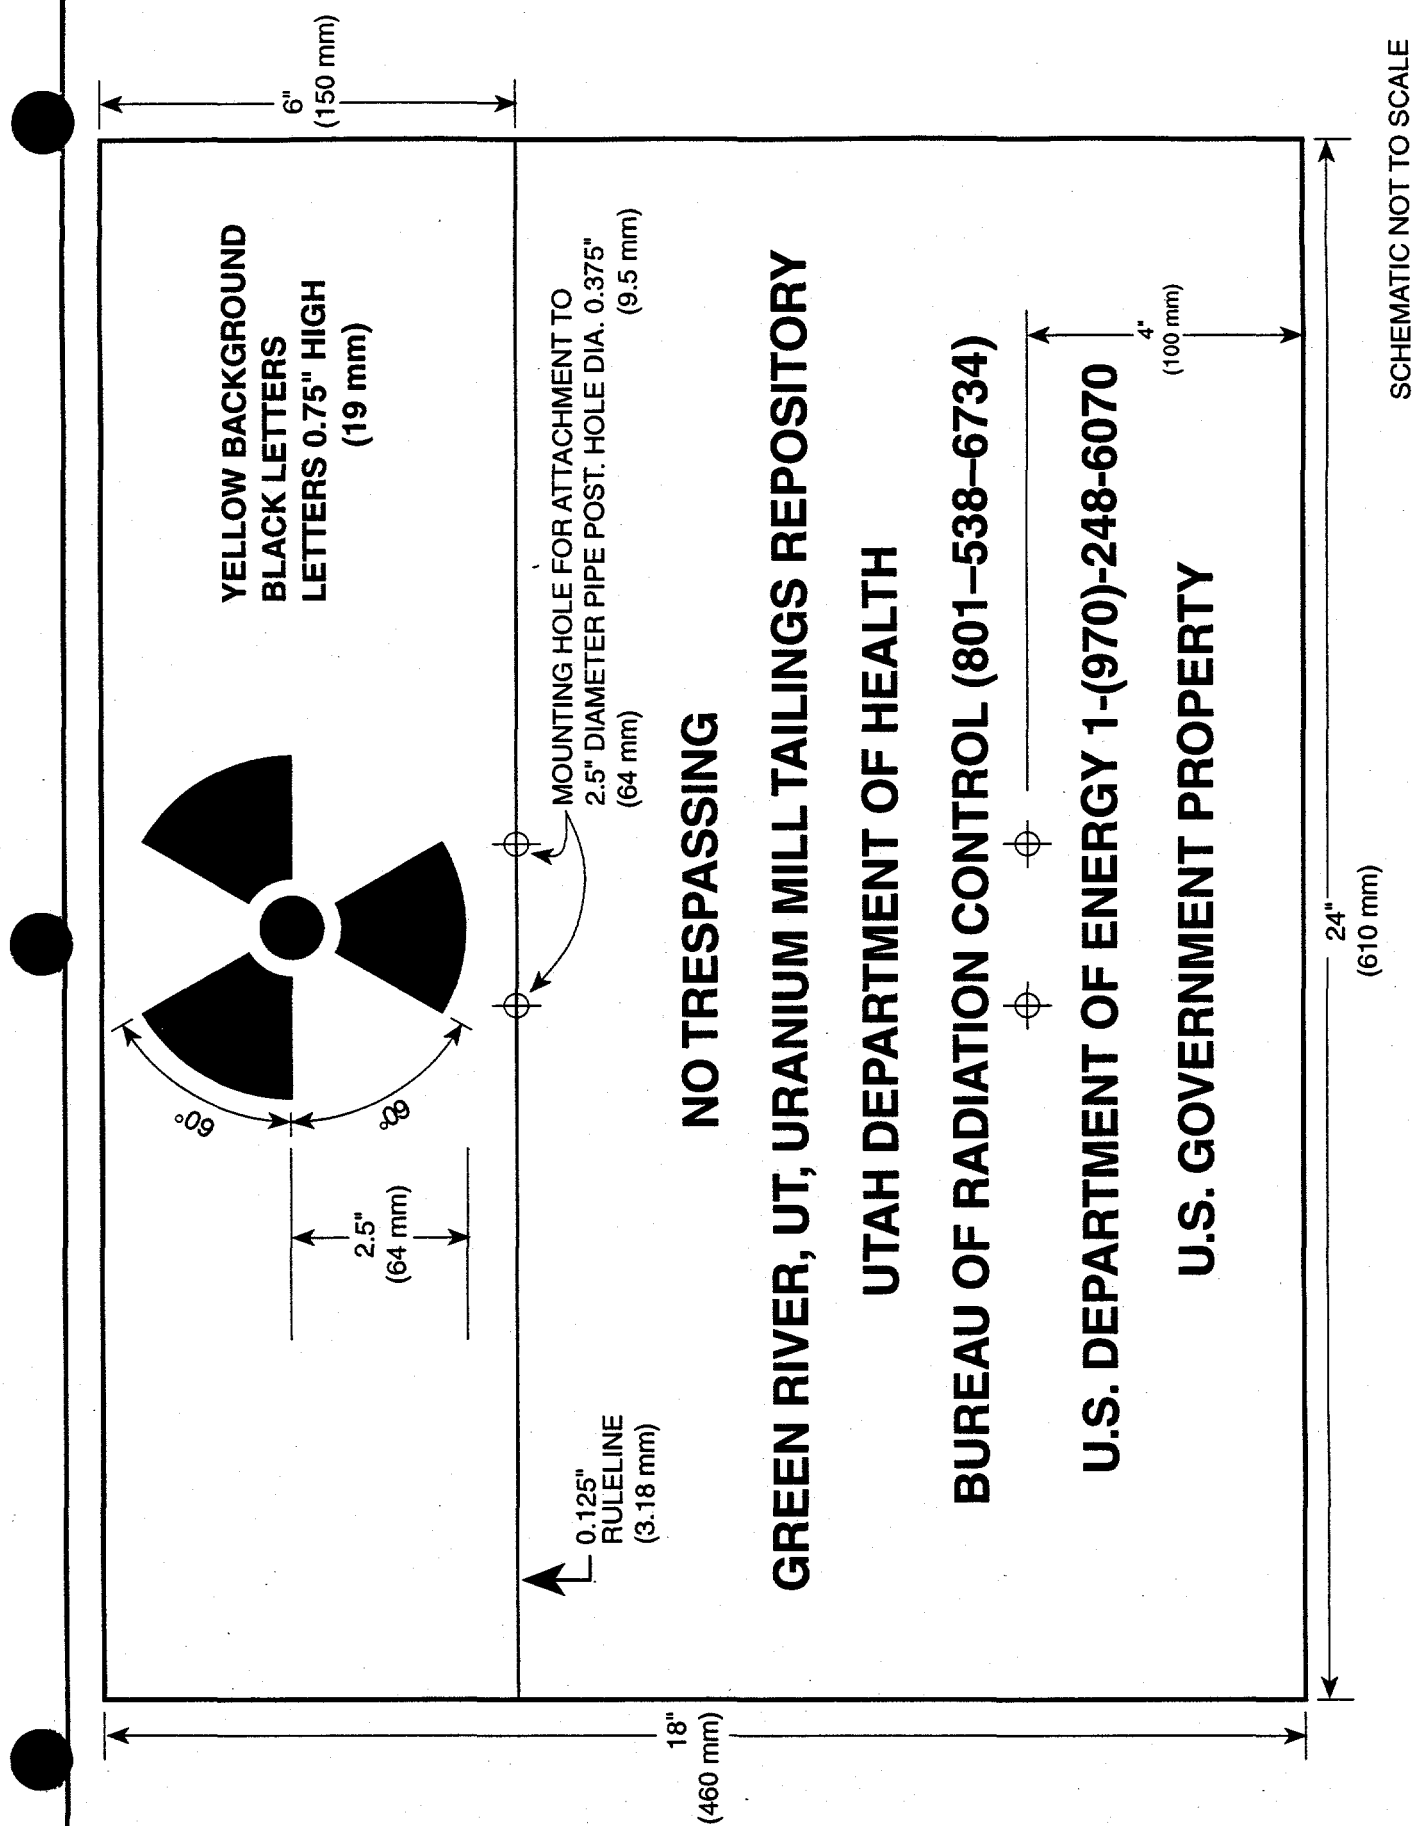 6"
(150 mm)
YELLOW BACKGROUND
BLACK LETTERS
LETTERS 0.75" HIGH
(19 mm)
60°
60°
2.5"
(64 mm)
0.125"
RULELINE
(3.18 mm)
MOUNTING HOLE FOR ATTACHMENT TO
2.5" DIAMETER PIPE POST. HOLE DIA. 0.375"
(64 mm) (9.5 mm)
18"
(460 mm)
NO TRESPASSING
GREEN RIVER, UT, URANIUM MILL TAILINGS REPOSITORY
UTAH DEPARTMENT OF HEALTH
BUREAU OF RADIATION CONTROL (801–538–6734)
U.S. DEPARTMENT OF ENERGY 1-(970)-248-6070
U.S. GOVERNMENT PROPERTY
4"
(100 mm)
24"
(610 mm)
SCHEMATIC NOT TO SCALE